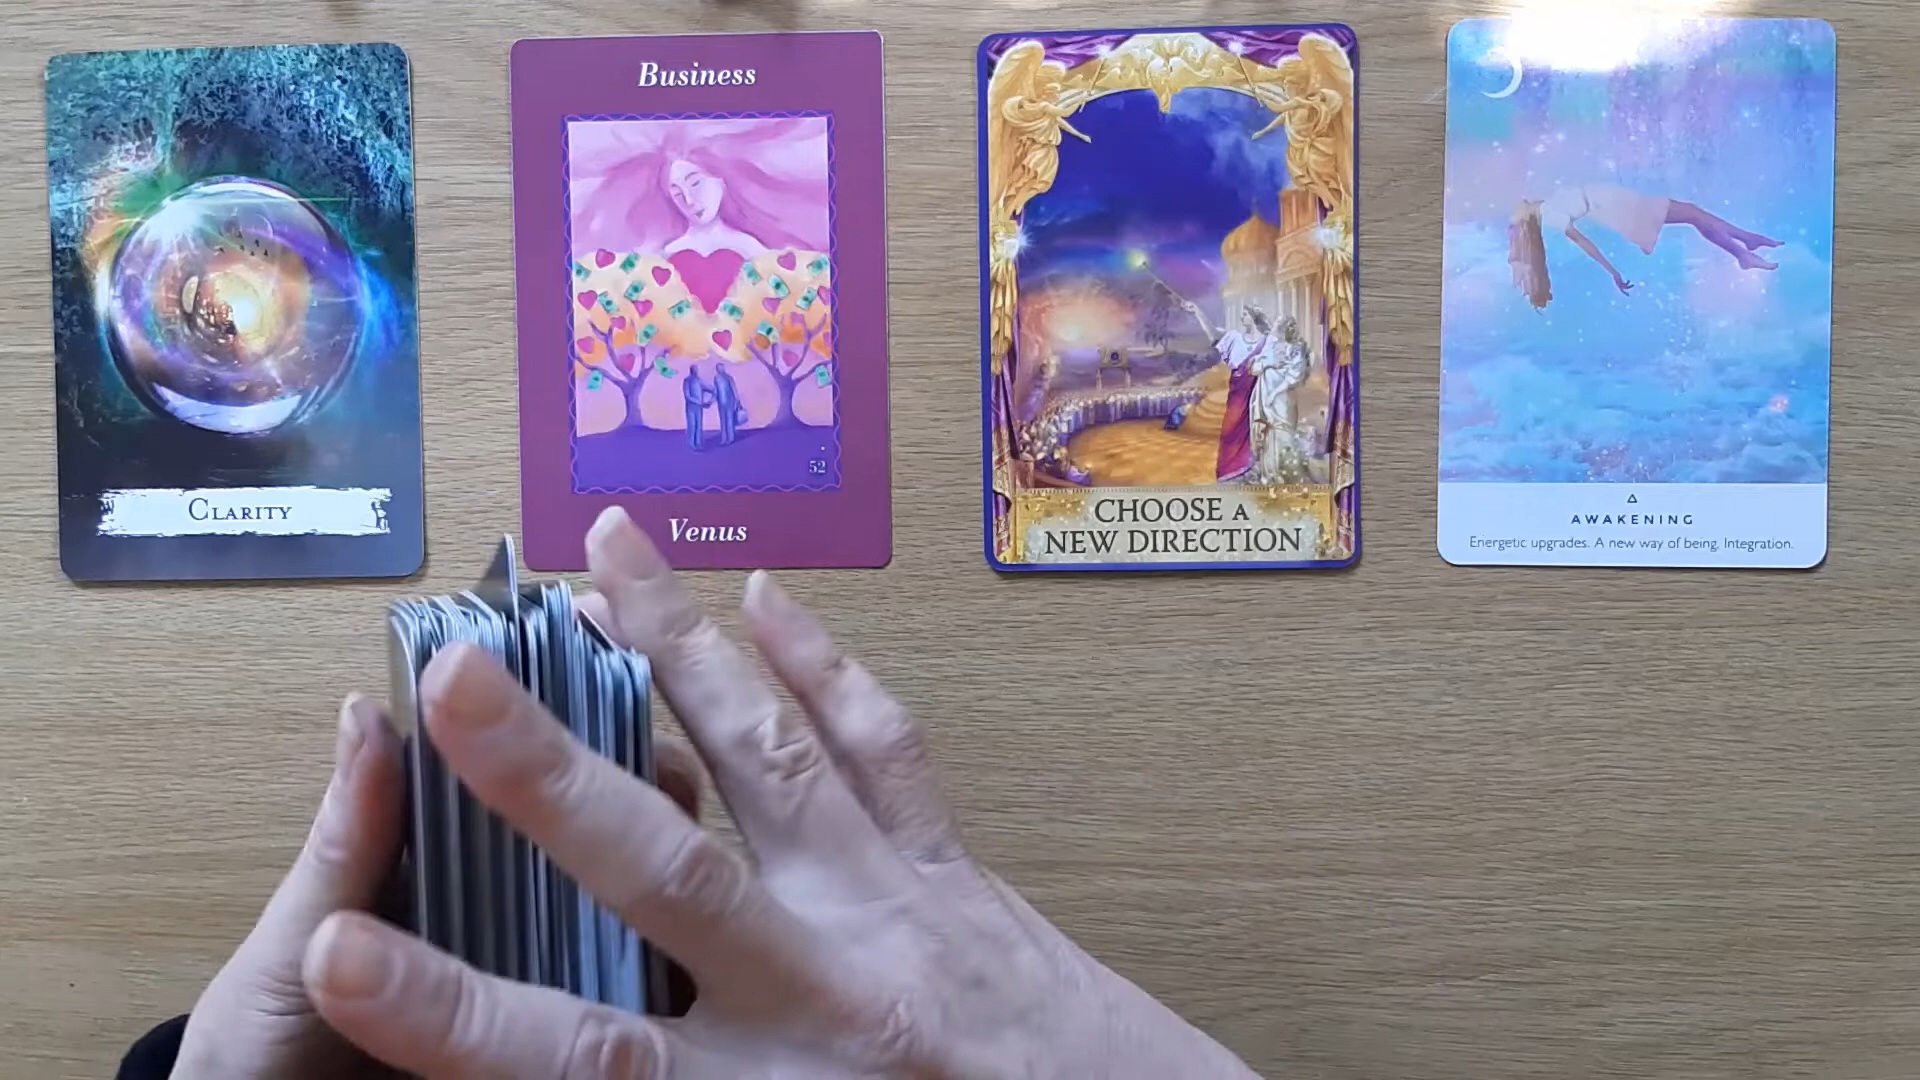 CLARITY
Business
52
Venus
CHOOSE A
NEW DIRECTION
AWAKENING
Energetic upgrades. A new way of being. Integration.